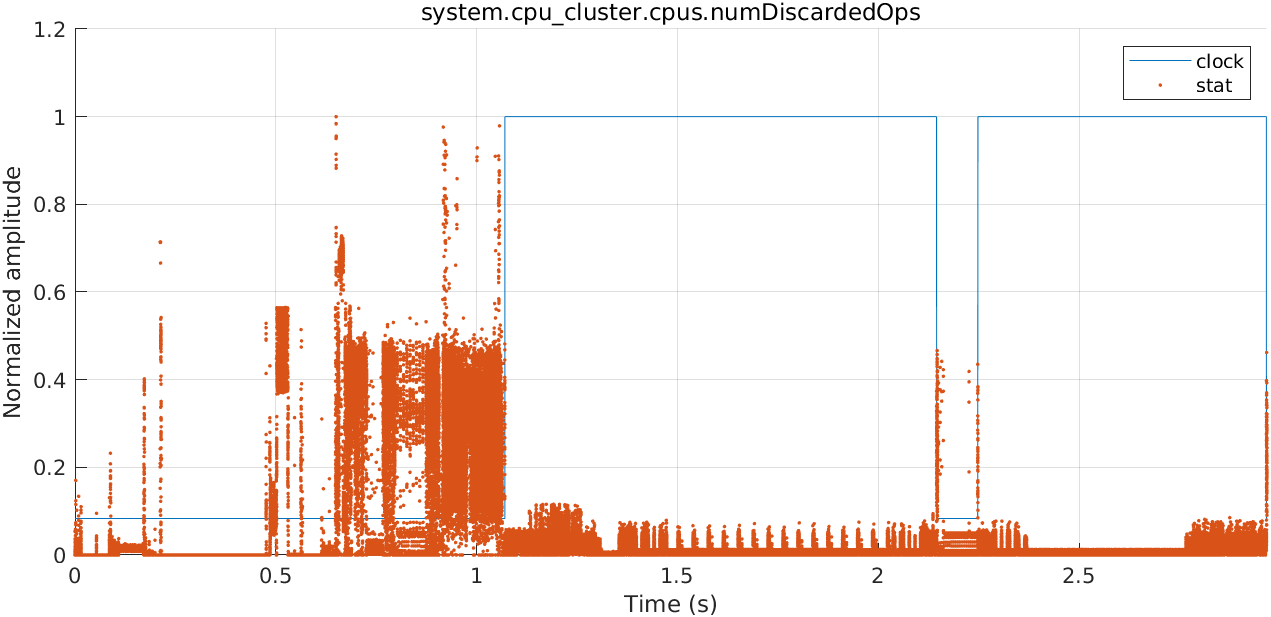 system.cpu_cluster.cpus.numDiscardedOps
1.2
clock
stat
1
0.8
0.6
0.4
0.2
0
Normalized amplitude
0 0.5 1 1.5 2 2.5
Time (s)